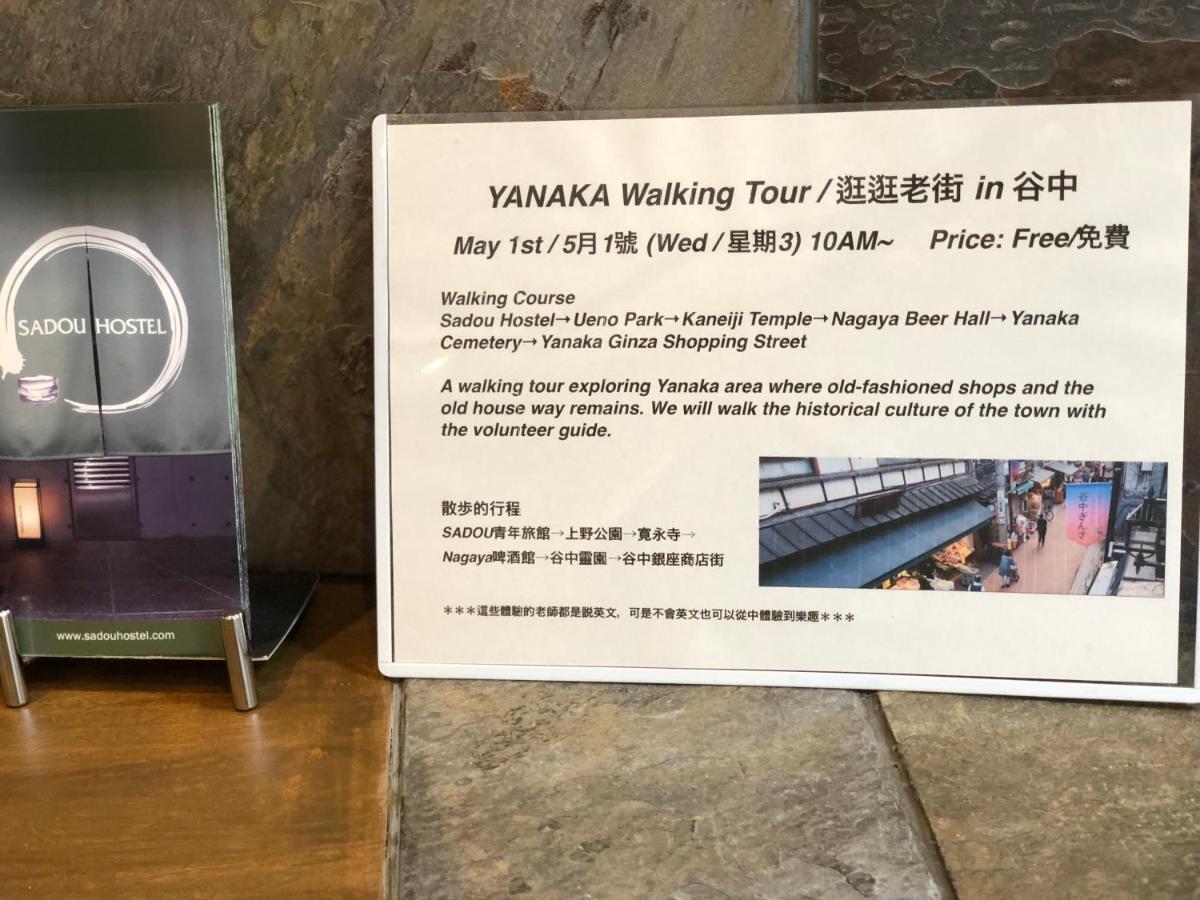 SADOU HOSTEL
www.sadouhostel.com
YANAKA Walking Tour / 逛逛老街 in 谷中
May 1st / 5月1號 (Wed / 星期3) 10AM~ Price: Free/免費
Walking Course
Sadou Hostel→Ueno Park→Kaneiji Temple→Nagaya Beer Hall→Yanaka
Cemetery→Yanaka Ginza Shopping Street
A walking tour exploring Yanaka area where old-fashioned shops and the
old house way remains. We will walk the historical culture of the town with
the volunteer guide.
散步的行程
SADOU青年旅館→上野公園→寬永寺→
Nagaya啤酒館→谷中靈園→谷中銀座商店街
谷中ぎんざ
＊＊＊這些體驗的老師都是説英文，可是不會英文也可以從中體驗到樂趣＊＊＊